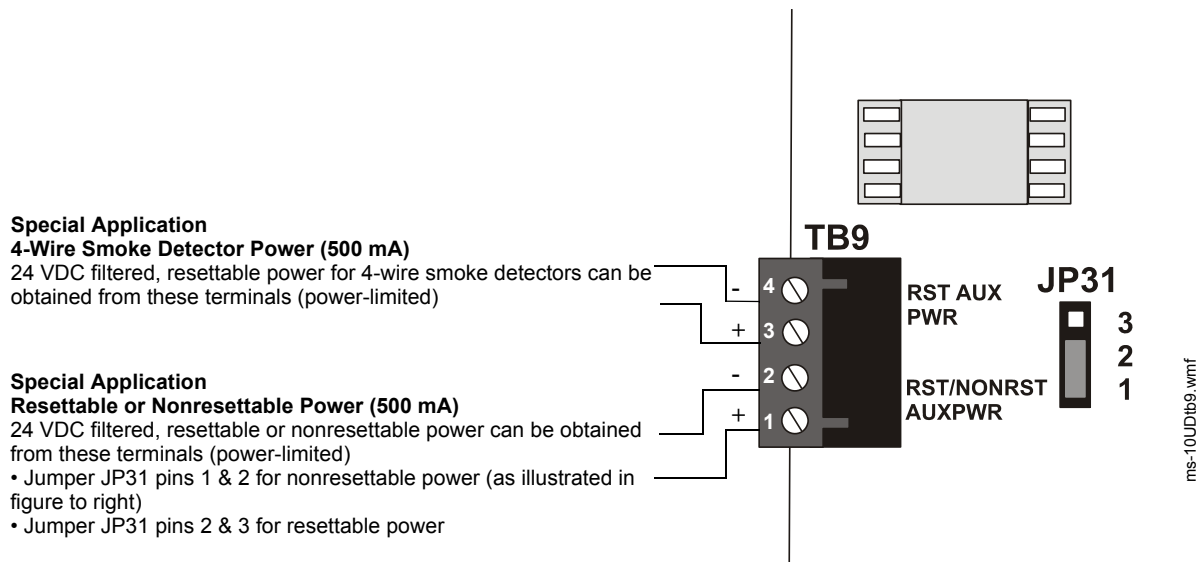 Special Application
4-Wire Smoke Detector Power (500 mA)
24 VDC filtered, resettable power for 4-wire smoke detectors can be
obtained from these terminals (power-limited)
Special Application
Resettable or Nonresettable Power (500 mA)
24 VDC filtered, resettable or nonresettable power can be obtained
from these terminals (power-limited)
• Jumper JP31 pins 1 & 2 for nonresettable power (as illustrated in
figure to right)
• Jumper JP31 pins 2 & 3 for resettable power
TB9
- 4
+ 3
- 2
+ 1
RST AUX
PWR
RST/NONRST
AUXPWR
JP31
3
2
1
ms-10UDtb9.wmf